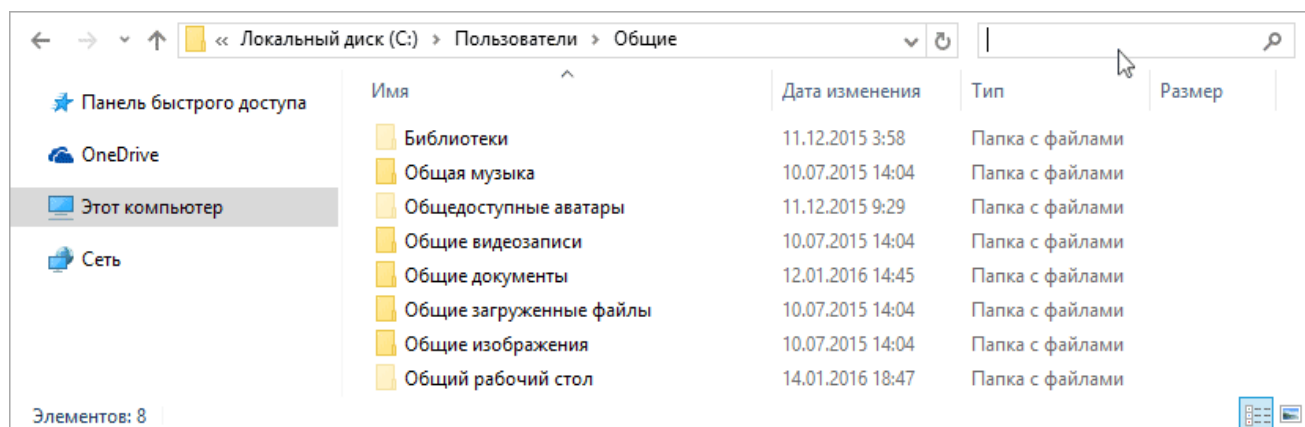 « Локальный диск (C:) › Пользователи › Общие
Панель быстрого доступа
OneDrive
Этот компьютер
Сеть
Имя Дата изменения Тип Размер
Библиотеки 11.12.2015 3:58 Папка с файлами
Общая музыка 10.07.2015 14:04 Папка с файлами
Общедоступные аватары 11.12.2015 9:29 Папка с файлами
Общие видеозаписи 10.07.2015 14:04 Папка с файлами
Общие документы 12.01.2016 14:45 Папка с файлами
Общие загруженные файлы 10.07.2015 14:04 Папка с файлами
Общие изображения 10.07.2015 14:04 Папка с файлами
Общий рабочий стол 14.01.2016 18:47 Папка с файлами
Элементов: 8